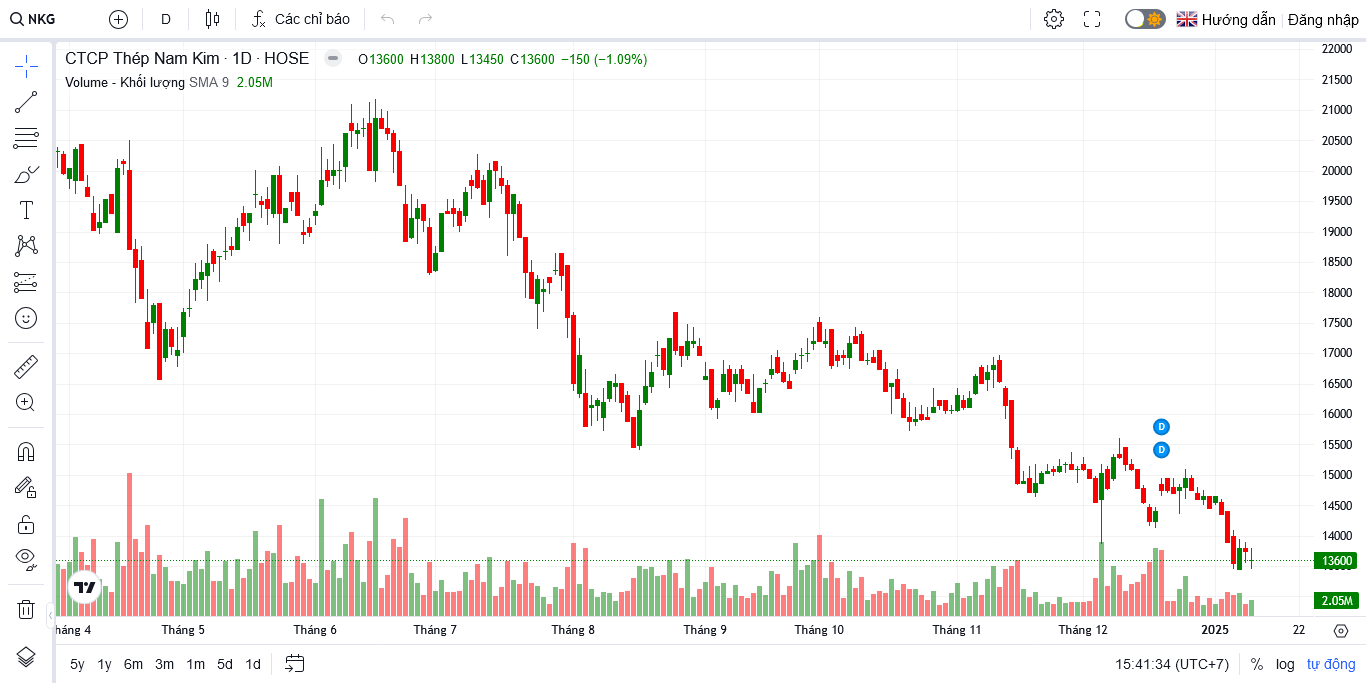 NKG D Các chỉ báo Hướng dẫn Đăng nhập
CTCP Thép Nam Kim · 1D · HOSE O13600 H13800 L13450 C13600 −150 (−1.09%)
Volume - Khối lượng SMA 9 2.05M
22000
21500
21000
20500
20000
19500
19000
18500
18000
17500
17000
16500
16000
15500
15000
14500
14000
13600
2.05M
D
D
háng 4 Tháng 5 Tháng 6 Tháng 7 Tháng 8 Tháng 9 Tháng 10 Tháng 11 Tháng 12 2025 22
5y 1y 6m 3m 1m 5d 1d 15:41:34 (UTC+7) % log tự động